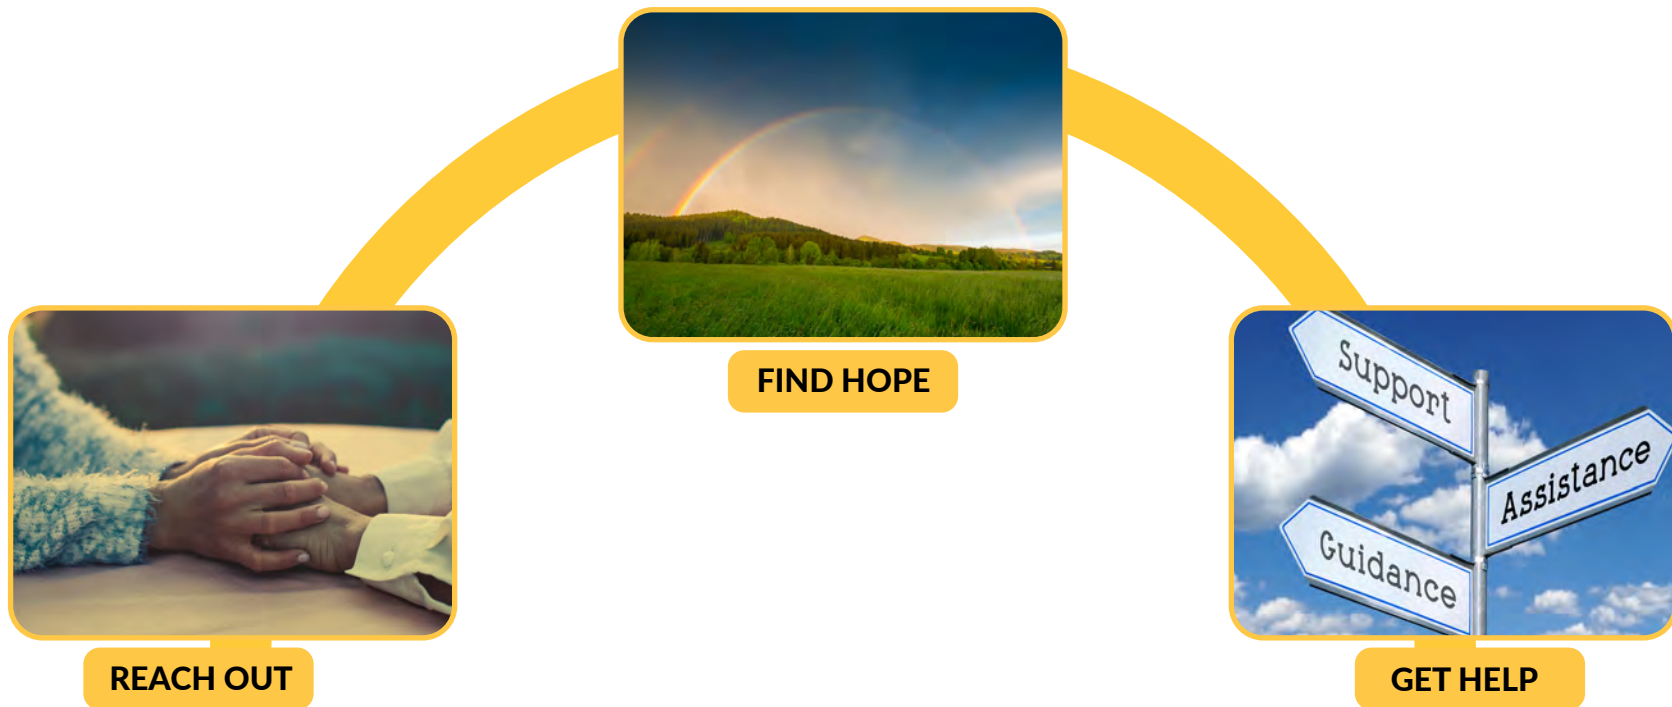 FIND HOPE
REACH OUT
Support
Assistance
Guidance
GET HELP